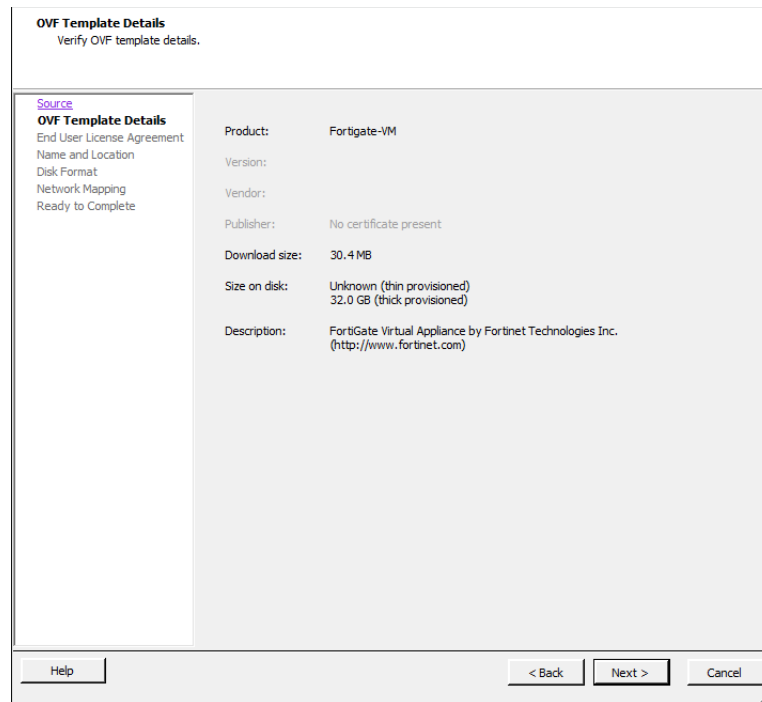 OVF Template Details
Verify OVF template details.
Source
OVF Template Details
End User License Agreement
Name and Location
Disk Format
Network Mapping
Ready to Complete
Product: Fortigate-VM
Version:
Vendor:
Publisher: No certificate present
Download size: 30.4 MB
Size on disk: Unknown (thin provisioned)
32.0 GB (thick provisioned)
Description: FortiGate Virtual Appliance by Fortinet Technologies Inc.
(http://www.fortinet.com)
Help < Back Next > Cancel